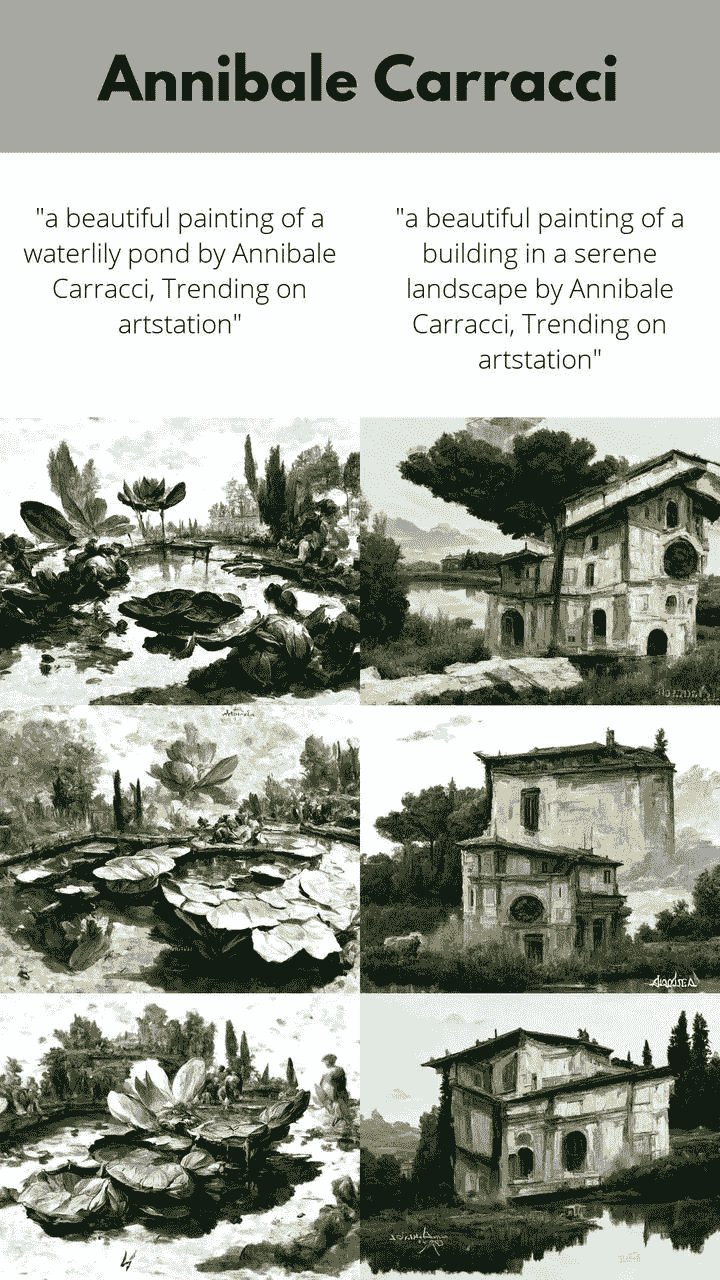 Annibale Carracci
"a beautiful painting of a
waterlily pond by Annibale
Carracci, Trending on
artstation"
"a beautiful painting of a
building in a serene
landscape by Annibale
Carracci, Trending on
artstation"